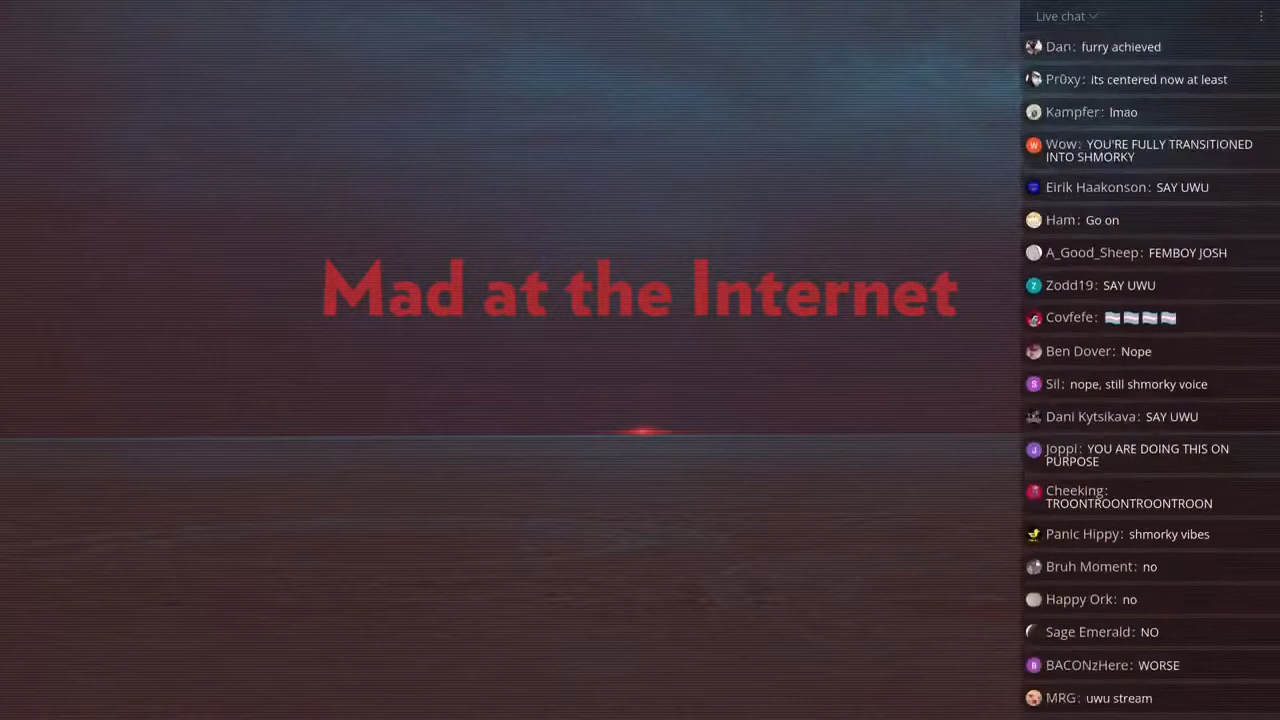 Live chat
Dan: furry achieved
Pr0xy: its centered now at least
Kampfer: lmao
Wow: YOU'RE FULLY TRANSITIONED
INTO SHMORKY
Eirik Haakonson: SAY UWU
Ham: Go on
A_Good_Sheep: FEMBOY JOSH
Zodd19: SAY UWU
Covfefe:
Ben Dover: Nope
Sil: nope, still shmorky voice
Dani Kytsikava: SAY UWU
Joppi: YOU ARE DOING THIS ON
PURPOSE
Cheeking:
TROONTROONTROONTROON
Panic Hippy: shmorky vibes
Bruh Moment: no
Happy Ork: no
Sage Emerald: NO
BACONzHere: WORSE
MRG: uwu stream
Mad at the Internet